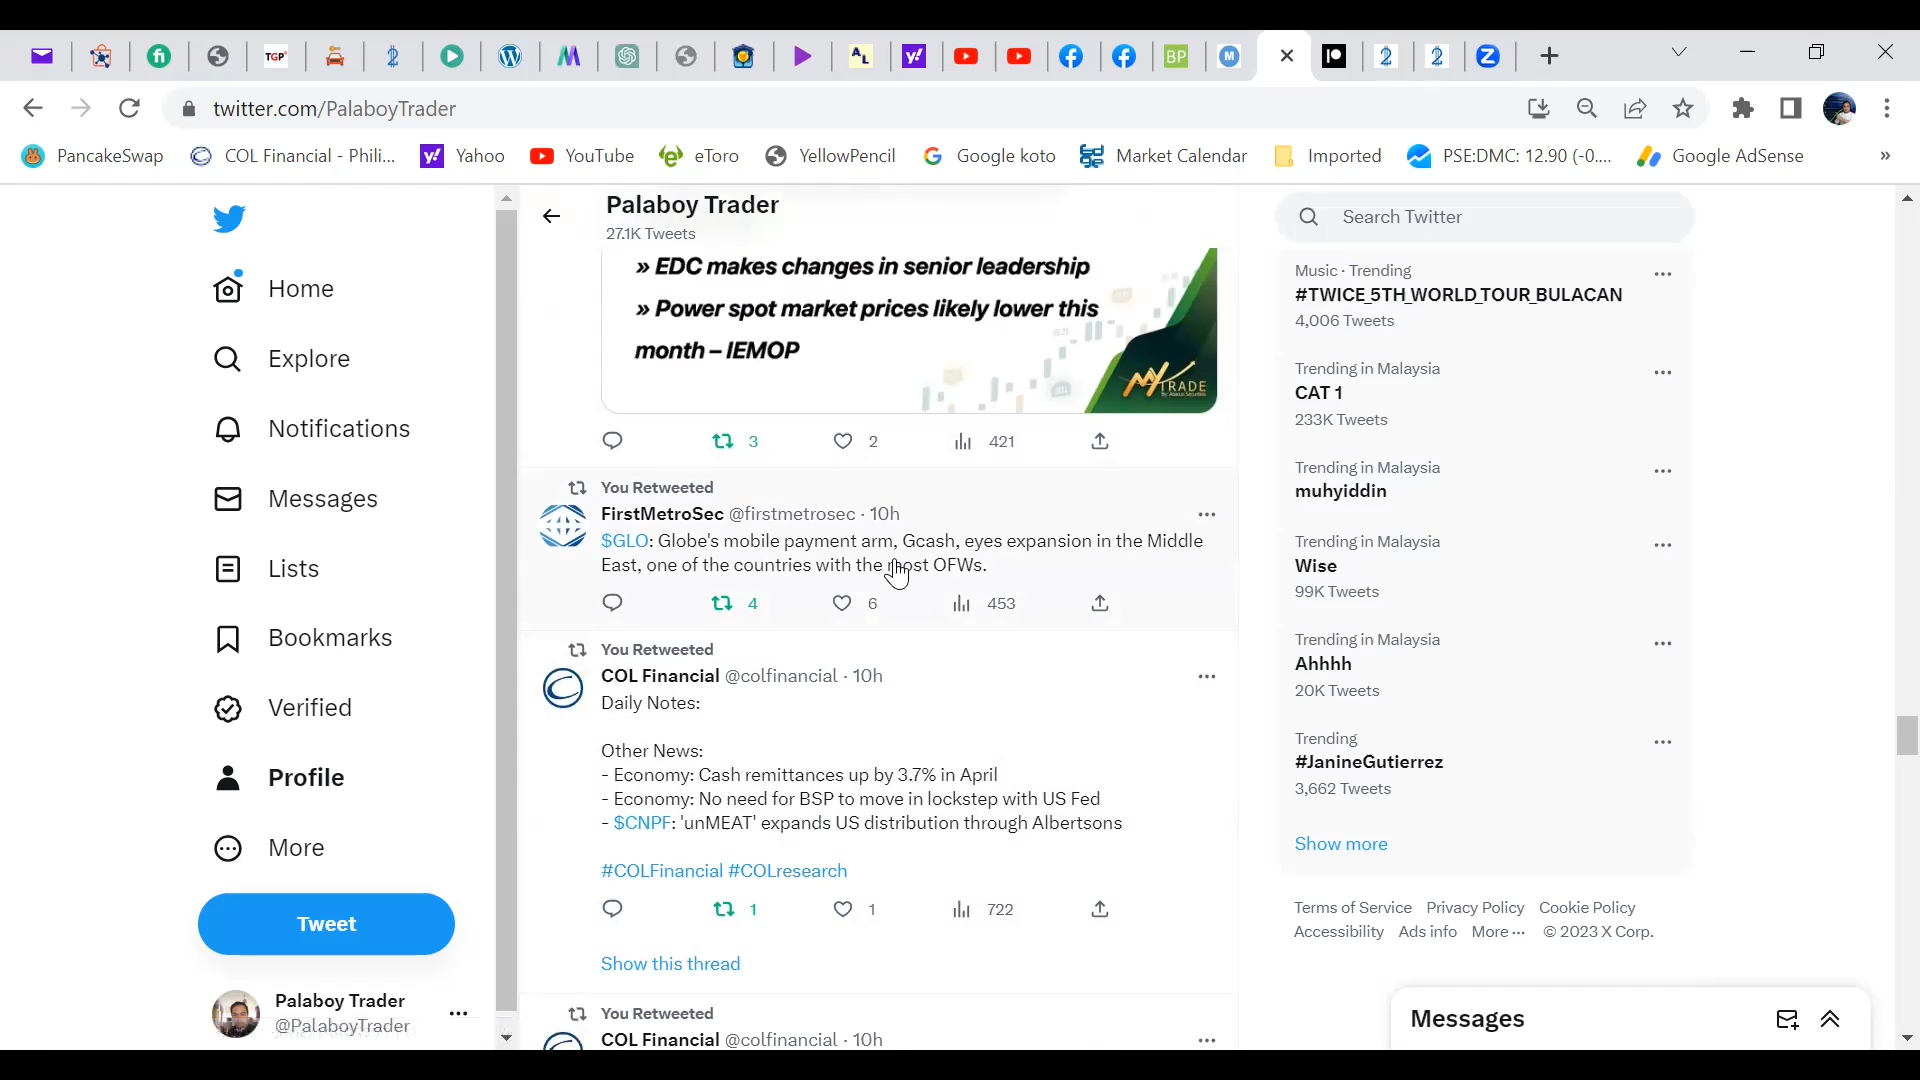 TGP
AL
BP
twitter.com/PalaboyTrader
PancakeSwap
COL Financial - Phili...
Yahoo
YouTube
eToro
YellowPencil
Google koto
Market Calendar
Imported
PSE:DMC: 12.90 (-0....
Google AdSense
»
Home
Explore
Notifications
Messages
Lists
Bookmarks
Verified
Profile
More
Tweet
Palaboy Trader
@PalaboyTrader
Palaboy Trader
27.1K Tweets
» EDC makes changes in senior leadership
» Power spot market prices likely lower this
month – IEMOP
MYTRADE
3
2
421
You Retweeted
FirstMetroSec @firstmetrosec · 10h
$GLO: Globe's mobile payment arm, Gcash, eyes expansion in the Middle
East, one of the countries with the most OFWs.
4
6
453
You Retweeted
COL Financial @colfinancial · 10h
Daily Notes:
Other News:
- Economy: Cash remittances up by 3.7% in April
- Economy: No need for BSP to move in lockstep with US Fed
- $CNPF: 'unMEAT' expands US distribution through Albertsons
#COLFinancial #COLresearch
1
1
722
Show this thread
You Retweeted
COL Financial @colfinancial · 10h
Search Twitter
Music · Trending
#TWICE_5TH_WORLD_TOUR_BULACAN
4,006 Tweets
Trending in Malaysia
CAT 1
233K Tweets
Trending in Malaysia
muhyiddin
Trending in Malaysia
Wise
99K Tweets
Trending in Malaysia
Ahhhh
20K Tweets
Trending
#JanineGutierrez
3,662 Tweets
Show more
Terms of Service Privacy Policy Cookie Policy
Accessibility Ads info More ··· © 2023 X Corp.
Messages